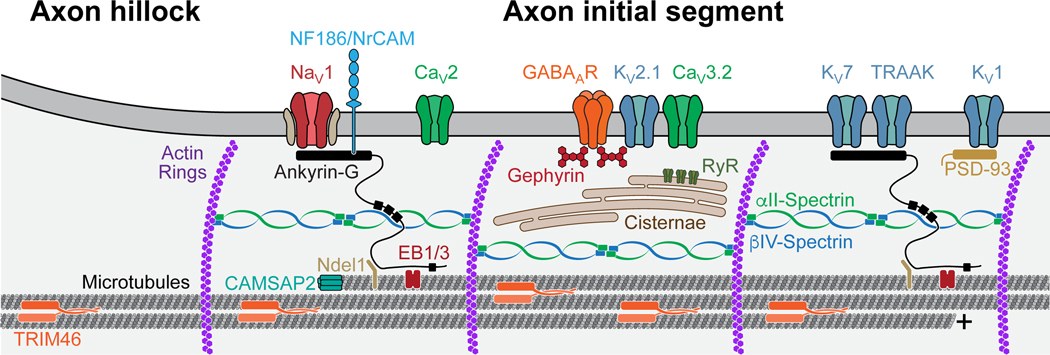 Axon hillock
Axon initial segment
NF186/NrCAM
NaV1
CaV2
GABAAR
KV2.1
CaV3.2
KV7
TRAAK
KV1
Actin
Rings
Ankyrin-G
Gephyrin
RyR
PSD-93
Cisternae
αII-Spectrin
βIV-Spectrin
Ndel1
EB1/3
Microtubules
CAMSAP2
TRIM46
+